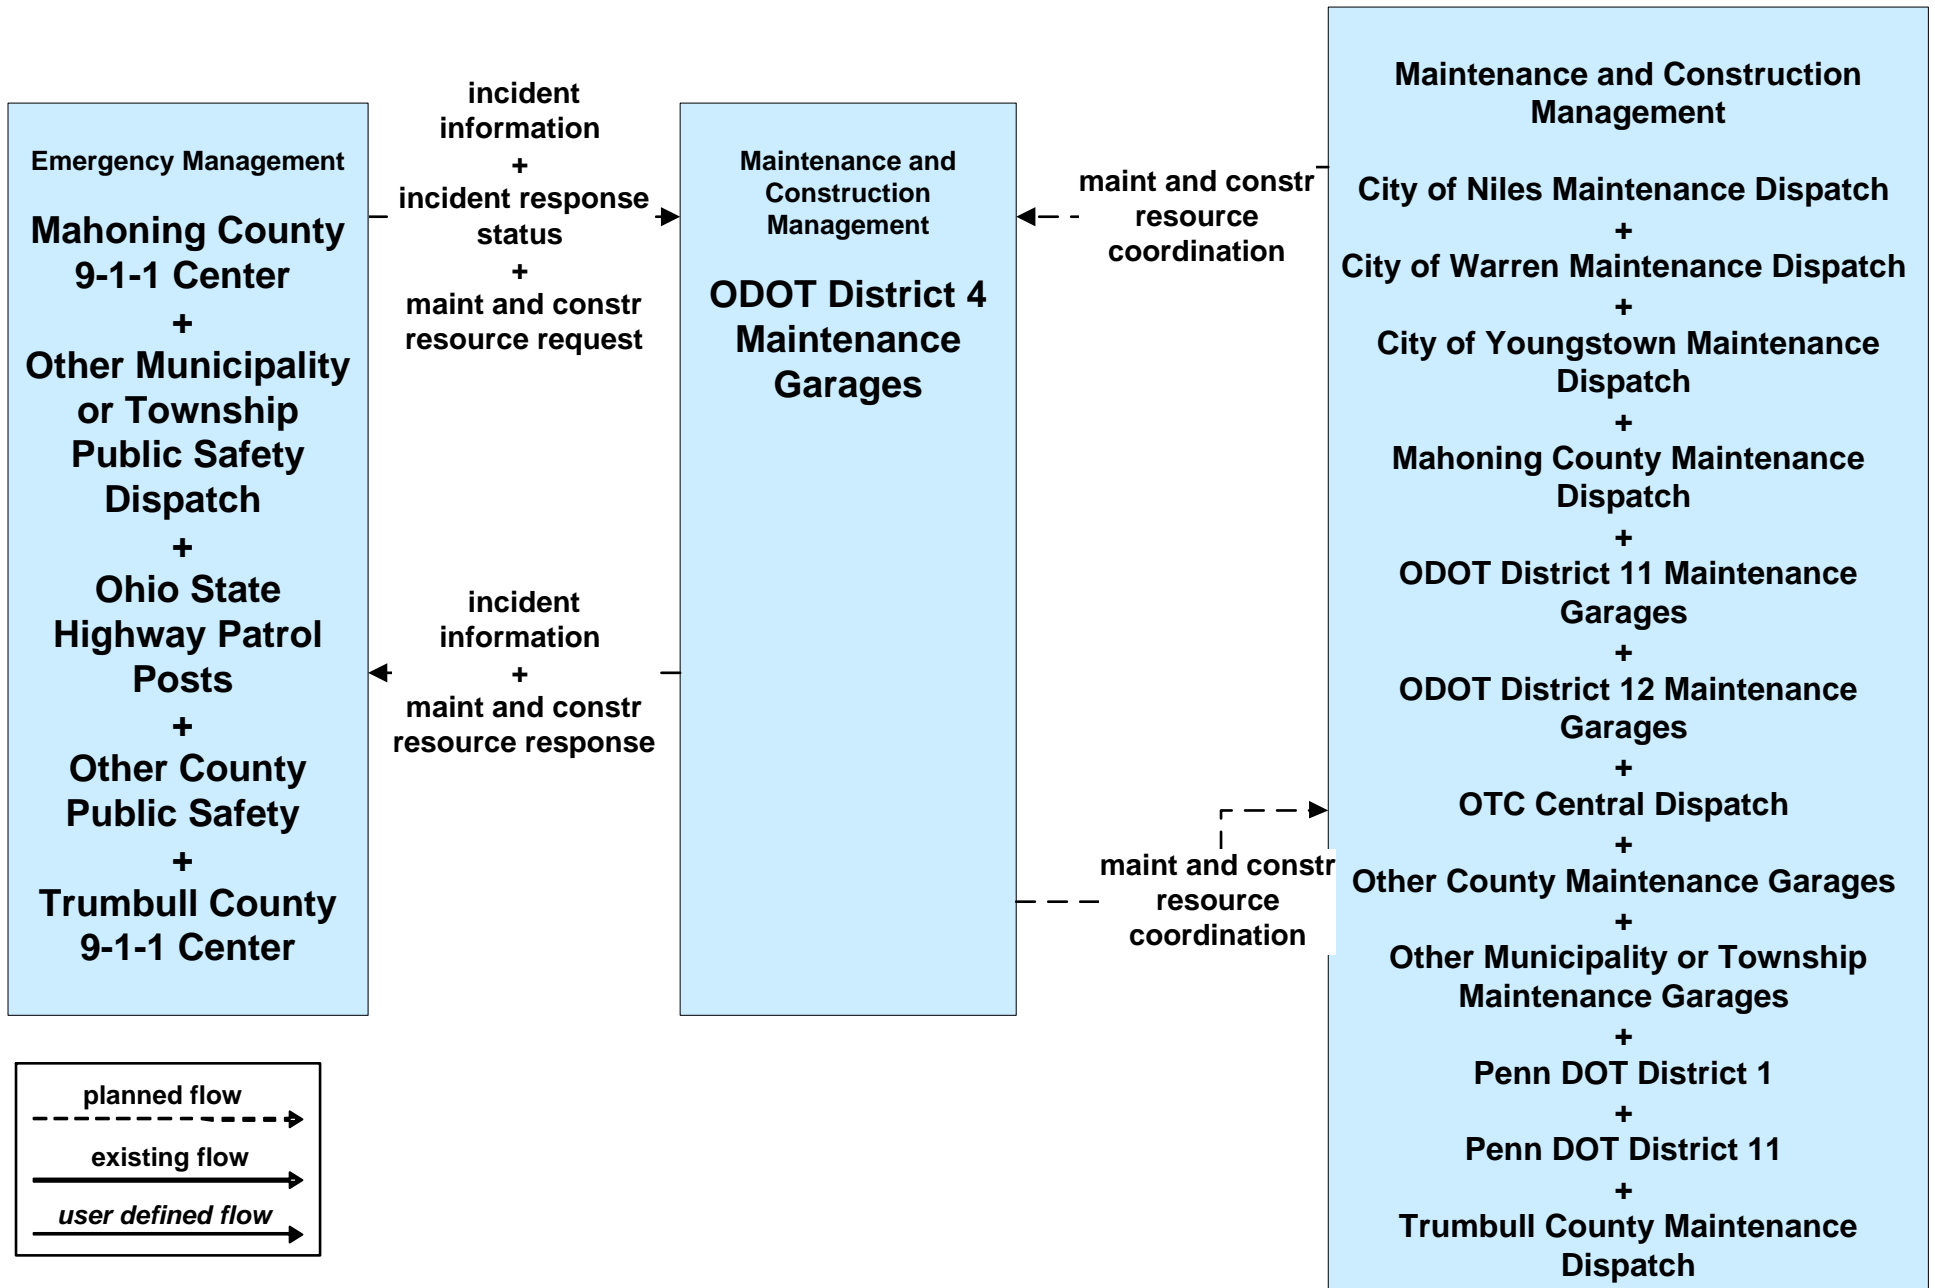 Emergency Management
Mahoning County
9-1-1 Center
+
Other Municipality
or Township
Public Safety
Dispatch
+
Ohio State
Highway Patrol
Posts
+
Other County
Public Safety
+
Trumbull County
9-1-1 Center
incident
information
+
incident response
status
+
maint and constr
resource request
incident
information
+
maint and constr
resource response
Maintenance and
Construction
Management
ODOT District 4
Maintenance
Garages
maint and constr
resource
coordination
maint and constr
resource
coordination
Maintenance and Construction
Management
City of Niles Maintenance Dispatch
+
City of Warren Maintenance Dispatch
+
City of Youngstown Maintenance
Dispatch
+
Mahoning County Maintenance
Dispatch
+
ODOT District 11 Maintenance
Garages
+
ODOT District 12 Maintenance
Garages
+
OTC Central Dispatch
+
Other County Maintenance Garages
+
Other Municipality or Township
Maintenance Garages
+
Penn DOT District 1
+
Penn DOT District 11
+
Trumbull County Maintenance
Dispatch
planned flow
existing flow
user defined flow